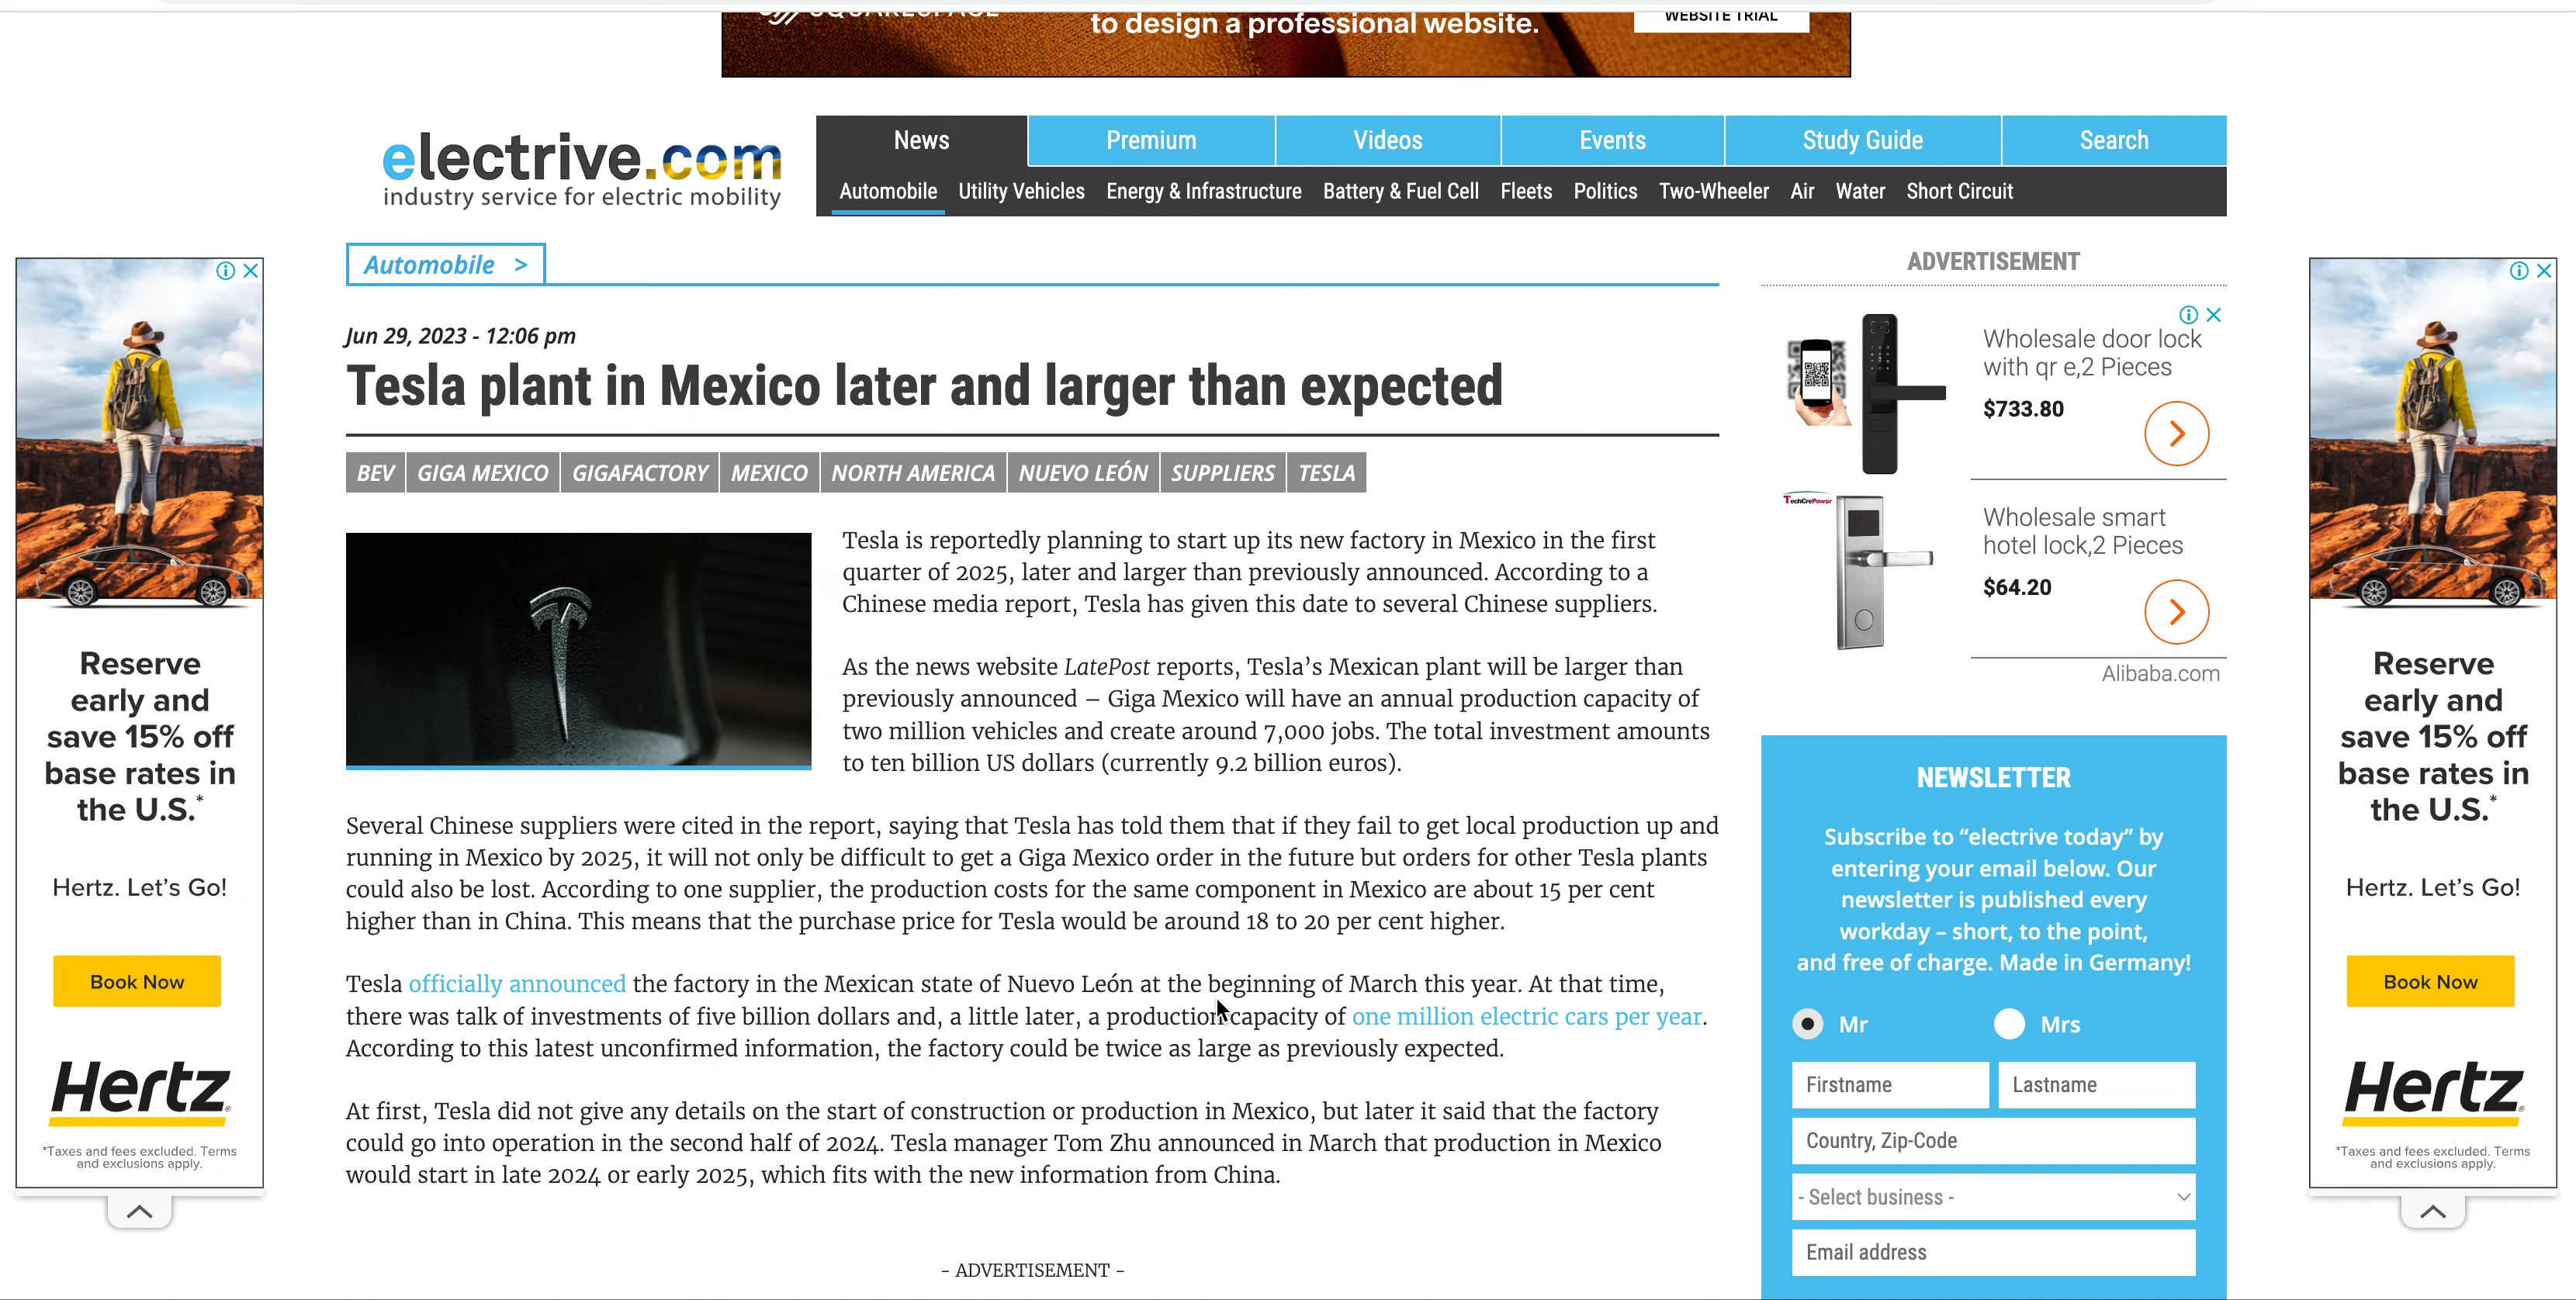 SQUARESPACE
to design a professional website.
WEBSITE TRIAL
electrive.com
industry service for electric mobility
News
Premium
Videos
Events
Study Guide
Search
Automobile
Utility Vehicles
Energy & Infrastructure
Battery & Fuel Cell
Fleets
Politics
Two-Wheeler
Air
Water
Short Circuit
Reserve
early and
save 15% off
base rates in
the U.S.*
Hertz. Let's Go!
Book Now
Hertz
*Taxes and fees excluded. Terms
and exclusions apply.
Automobile >
Jun 29, 2023 - 12:06 pm
Tesla plant in Mexico later and larger than expected
BEV
GIGA MEXICO
GIGAFACTORY
MEXICO
NORTH AMERICA
NUEVO LEÓN
SUPPLIERS
TESLA
Tesla is reportedly planning to start up its new factory in Mexico in the first
quarter of 2025, later and larger than previously announced. According to a
Chinese media report, Tesla has given this date to several Chinese suppliers.
As the news website LatePost reports, Tesla's Mexican plant will be larger than
previously announced – Giga Mexico will have an annual production capacity of
two million vehicles and create around 7,000 jobs. The total investment amounts
to ten billion US dollars (currently 9.2 billion euros).
Several Chinese suppliers were cited in the report, saying that Tesla has told them that if they fail to get local production up and
running in Mexico by 2025, it will not only be difficult to get a Giga Mexico order in the future but orders for other Tesla plants
could also be lost. According to one supplier, the production costs for the same component in Mexico are about 15 per cent
higher than in China. This means that the purchase price for Tesla would be around 18 to 20 per cent higher.
Tesla officially announced the factory in the Mexican state of Nuevo León at the beginning of March this year. At that time,
there was talk of investments of five billion dollars and, a little later, a production capacity of one million electric cars per year.
According to this latest unconfirmed information, the factory could be twice as large as previously expected.
At first, Tesla did not give any details on the start of construction or production in Mexico, but later it said that the factory
could go into operation in the second half of 2024. Tesla manager Tom Zhu announced in March that production in Mexico
would start in late 2024 or early 2025, which fits with the new information from China.
- ADVERTISEMENT -
ADVERTISEMENT
Wholesale door lock
with qr e,2 Pieces
$733.80
TechCrePower
Wholesale smart
hotel lock,2 Pieces
$64.20
Alibaba.com
NEWSLETTER
Subscribe to “electrive today” by
entering your email below. Our
newsletter is published every
workday – short, to the point,
and free of charge. Made in Germany!
Mr
Mrs
Firstname
Lastname
Country, Zip-Code
- Select business -
Email address
Reserve
early and
save 15% off
base rates in
the U.S.*
Hertz. Let's Go!
Book Now
Hertz
*Taxes and fees excluded. Terms
and exclusions apply.